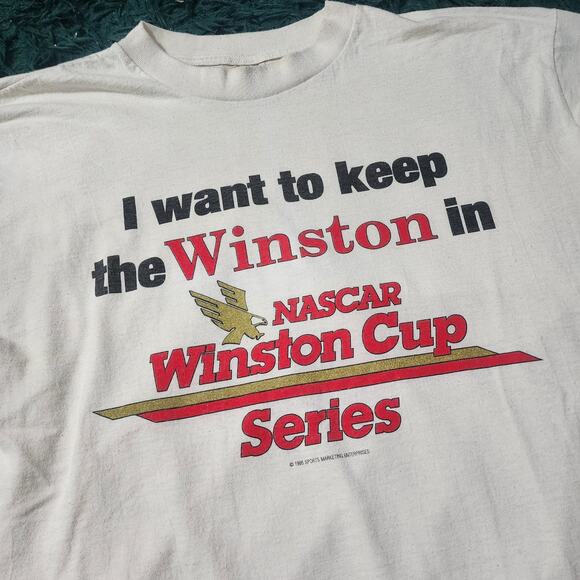 I want to keep
the Winston in
NASCAR
Winston Cup
Series
© 1995 SPORTS MARKETING ENTERPRISES